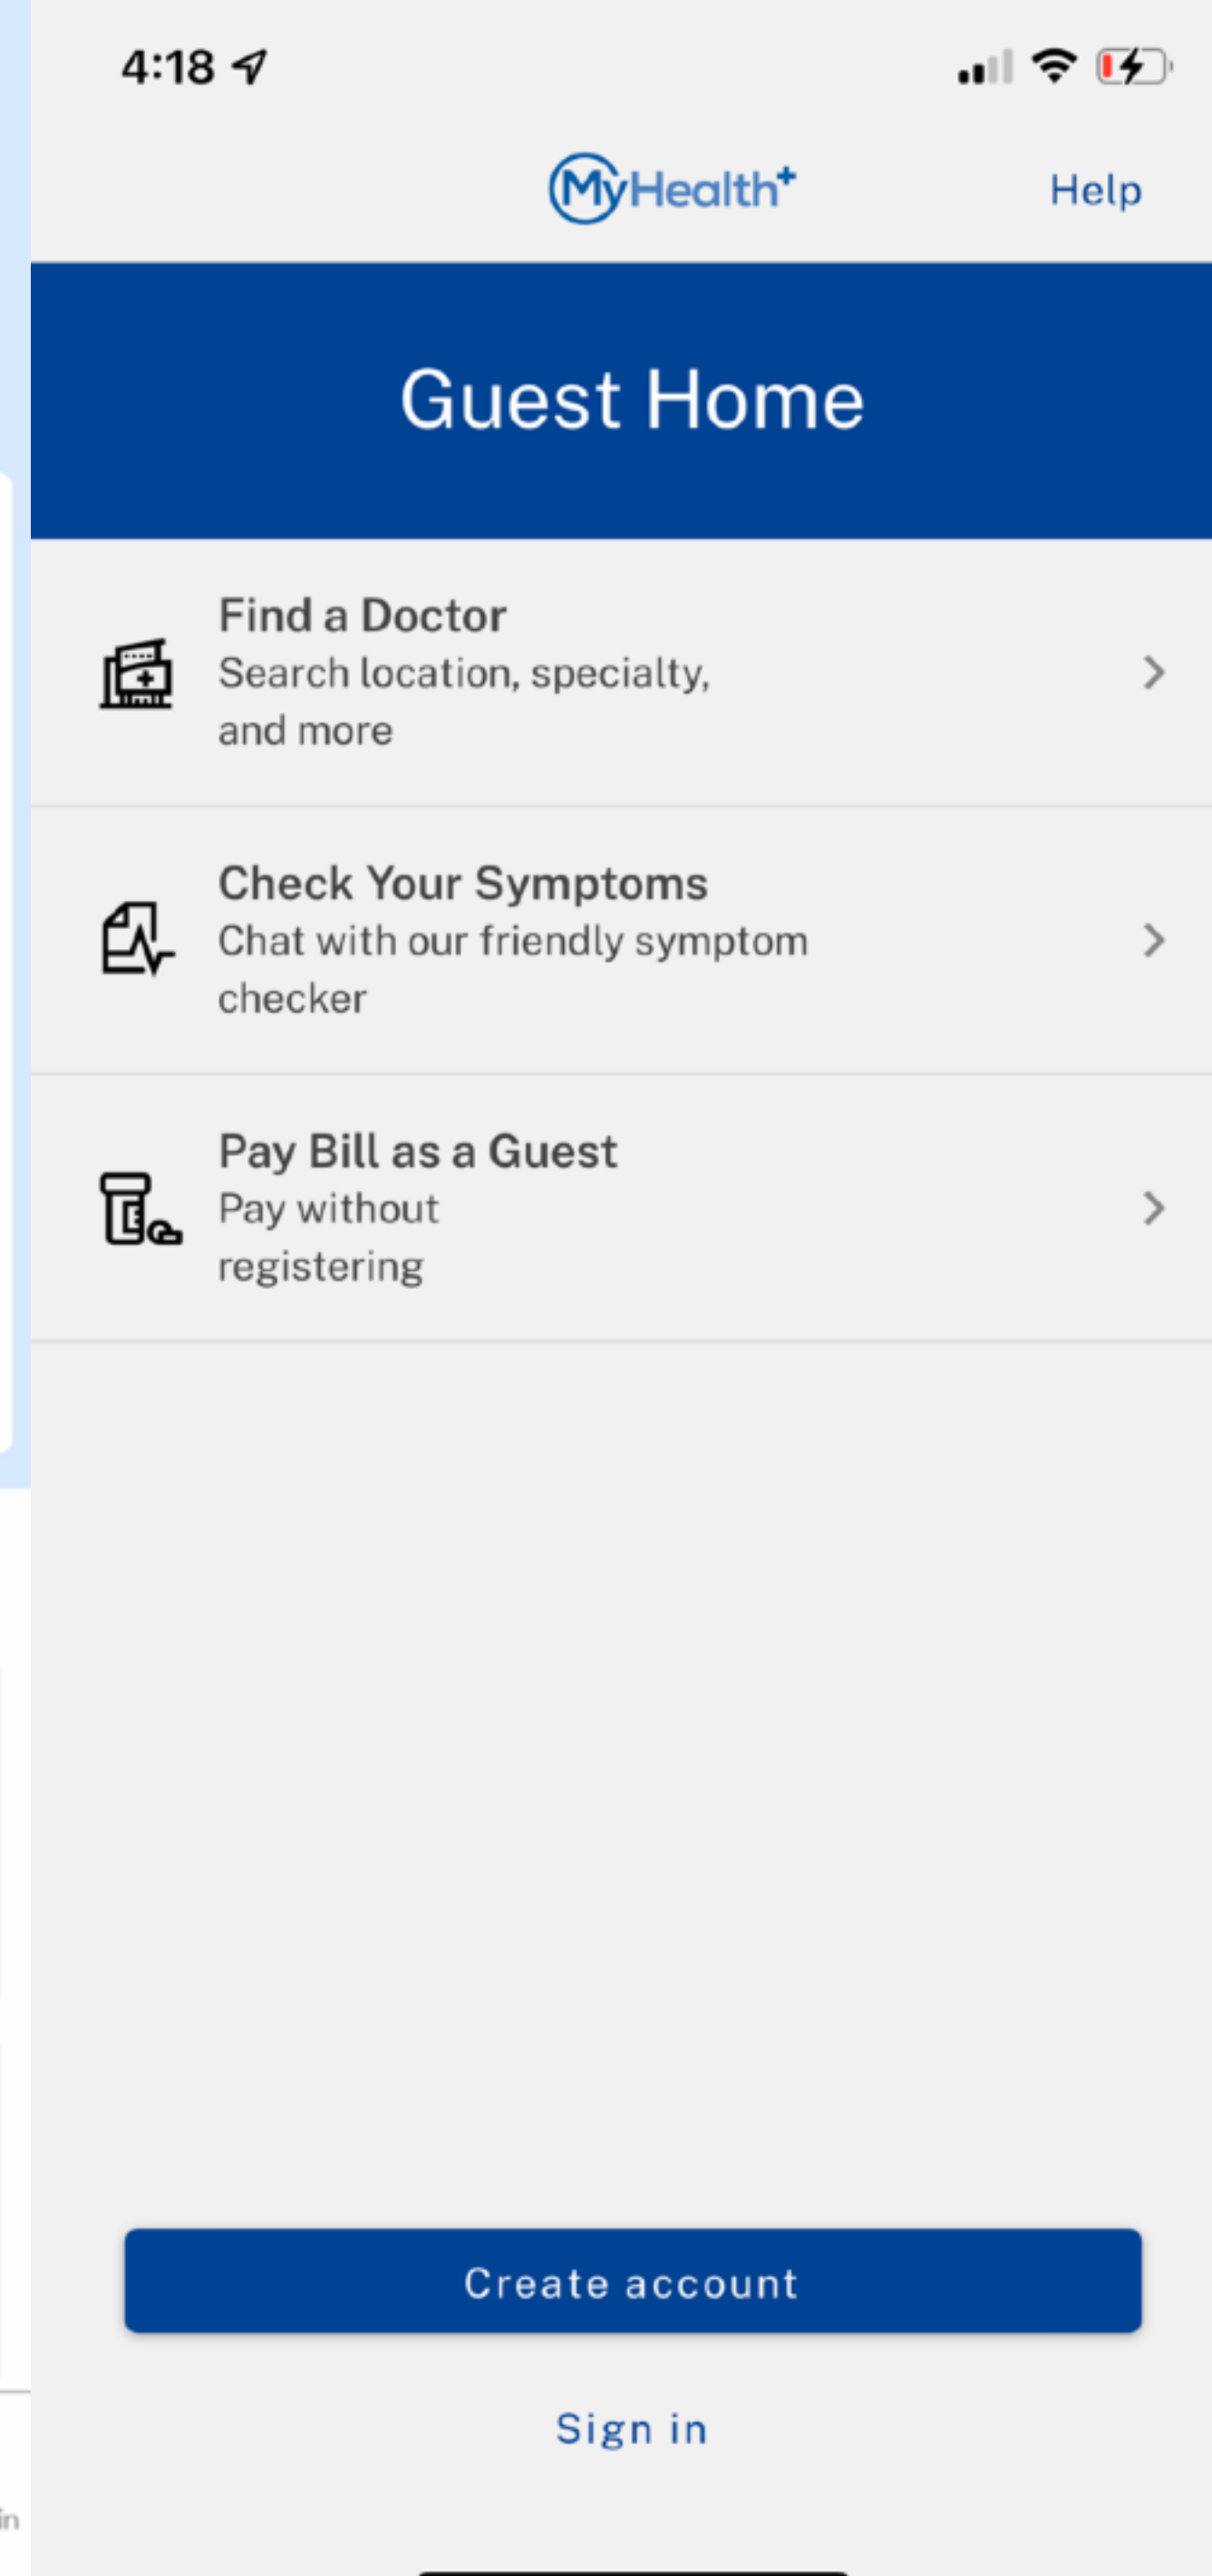 4:18
MyHealth+
Help
Guest Home
Find a Doctor
Search location, specialty,
and more
Check Your Symptoms
Chat with our friendly symptom
checker
Pay Bill as a Guest
Pay without
registering
Create account
Sign in
in